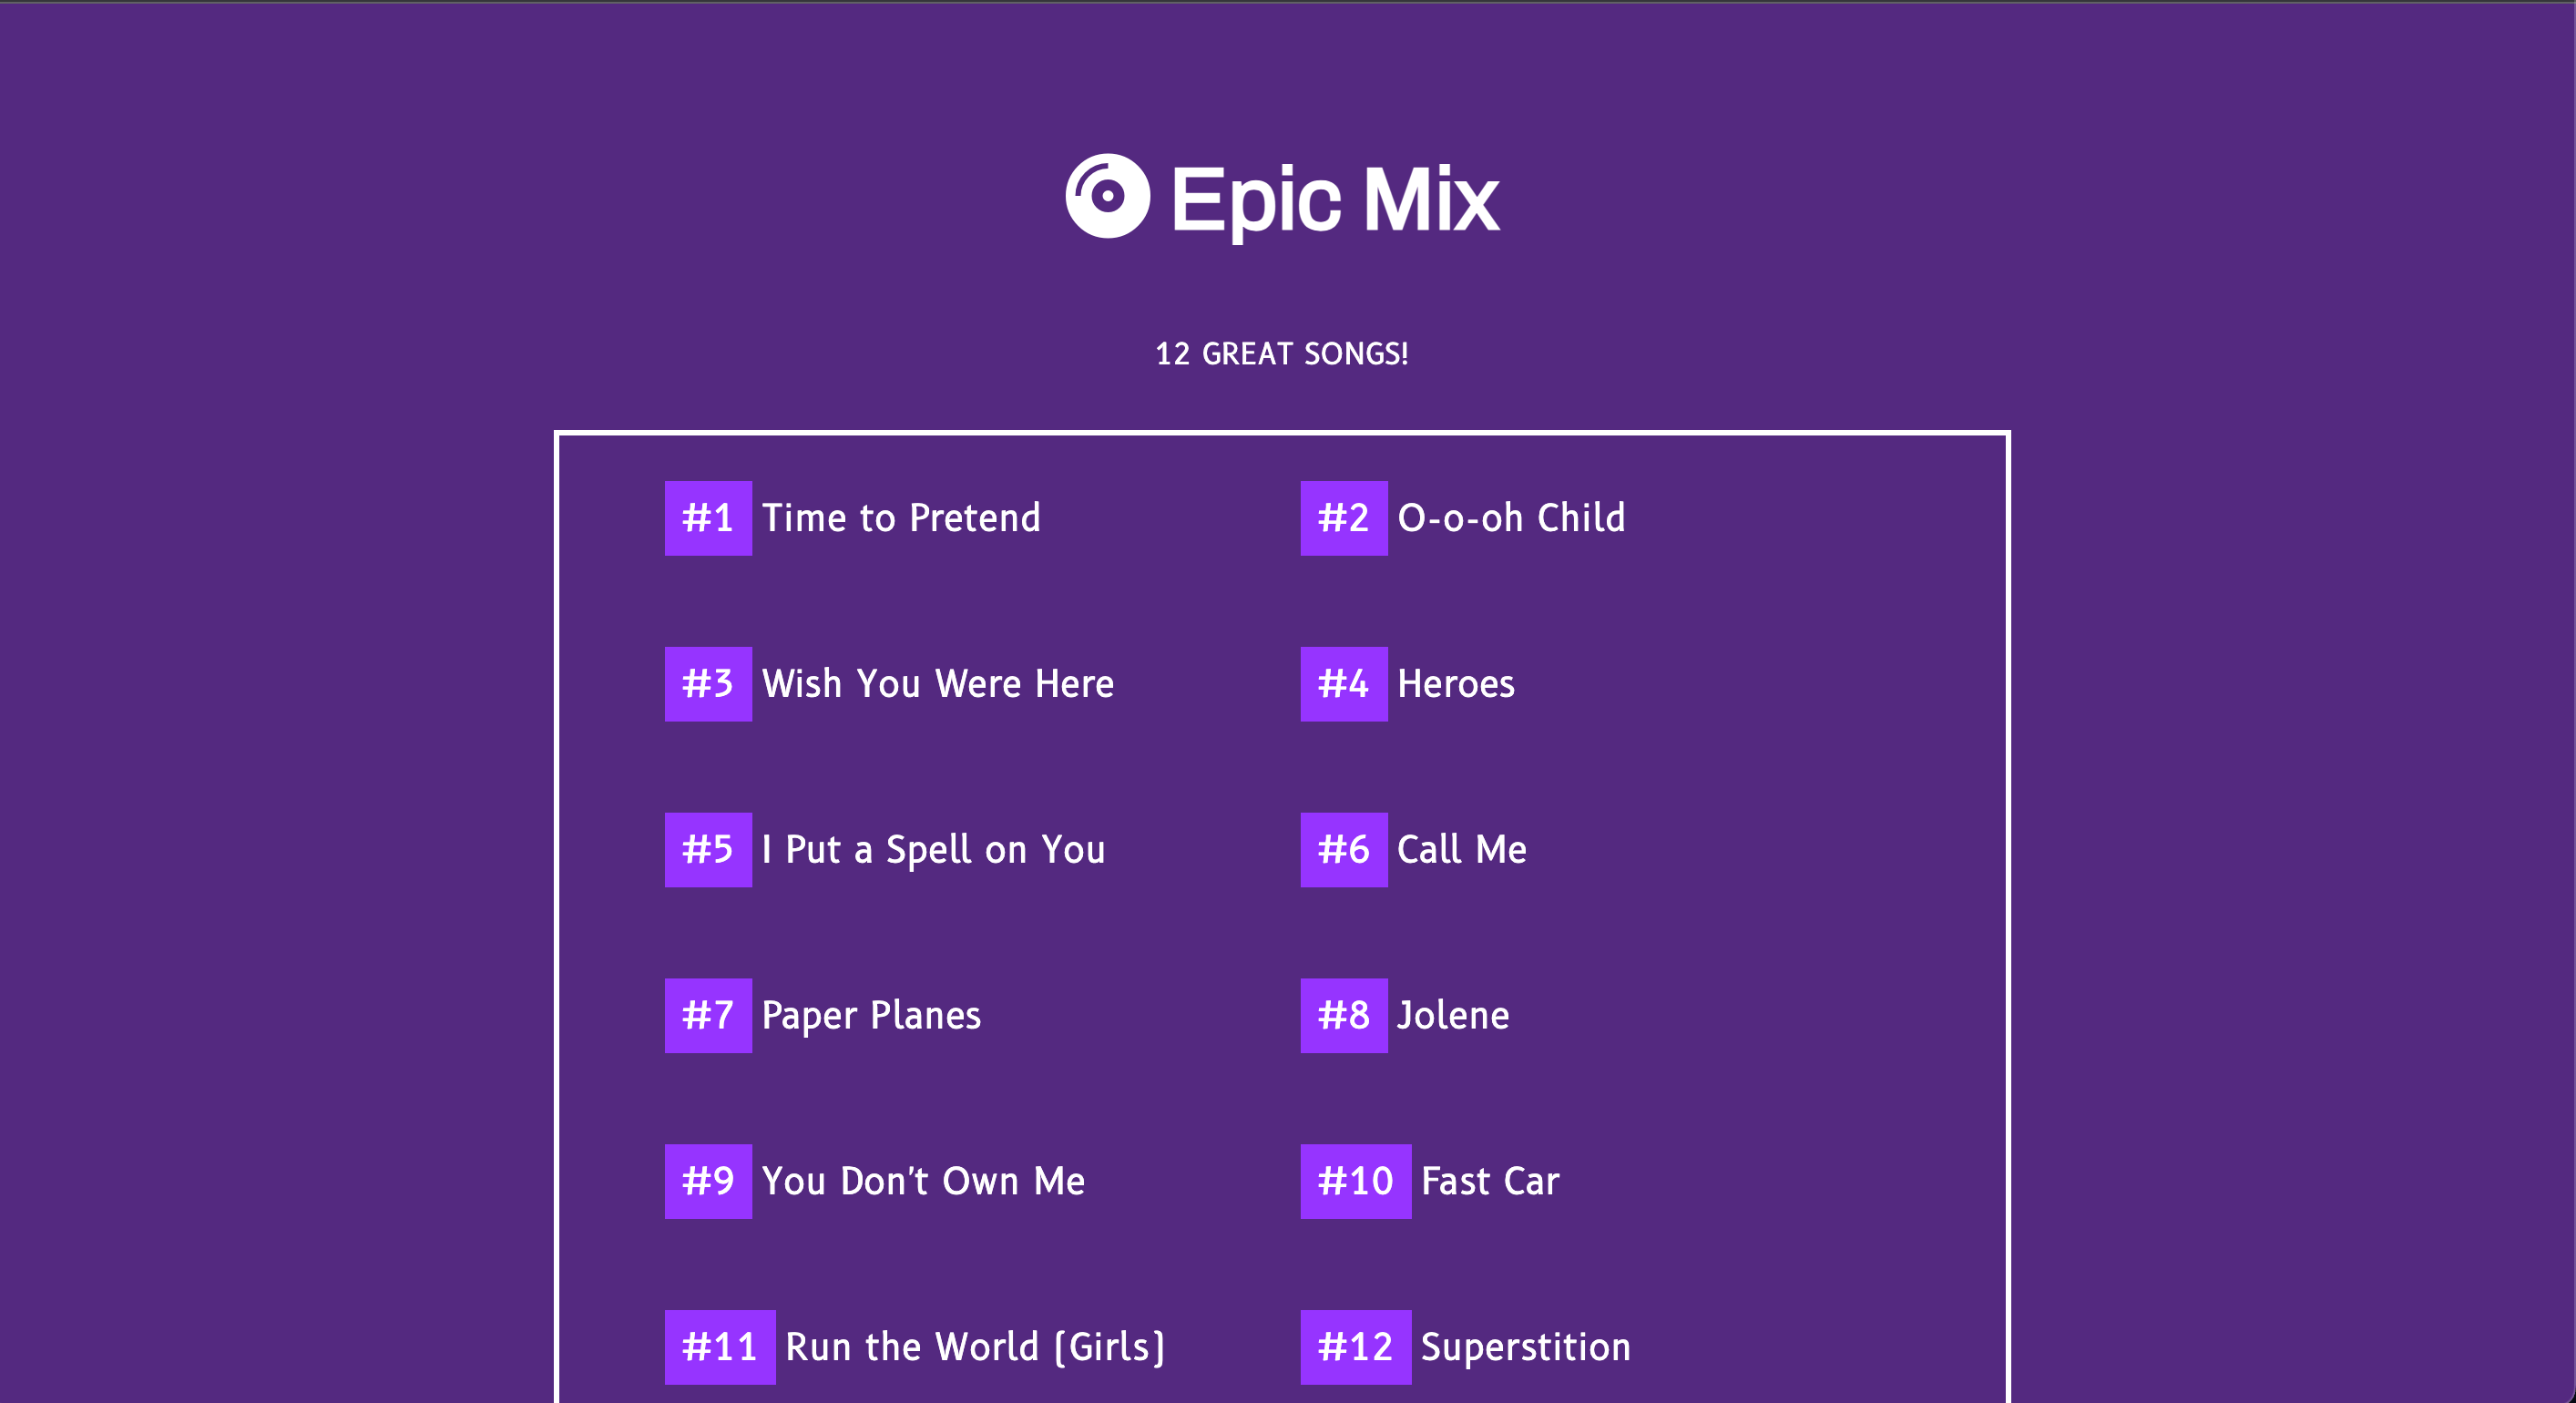 Epic Mix
12 GREAT SONGS!
#1 Time to Pretend
#2 O-o-oh Child
#3 Wish You Were Here
#4 Heroes
#5 I Put a Spell on You
#6 Call Me
#7 Paper Planes
#8 Jolene
#9 You Don't Own Me
#10 Fast Car
#11 Run the World (Girls)
#12 Superstition